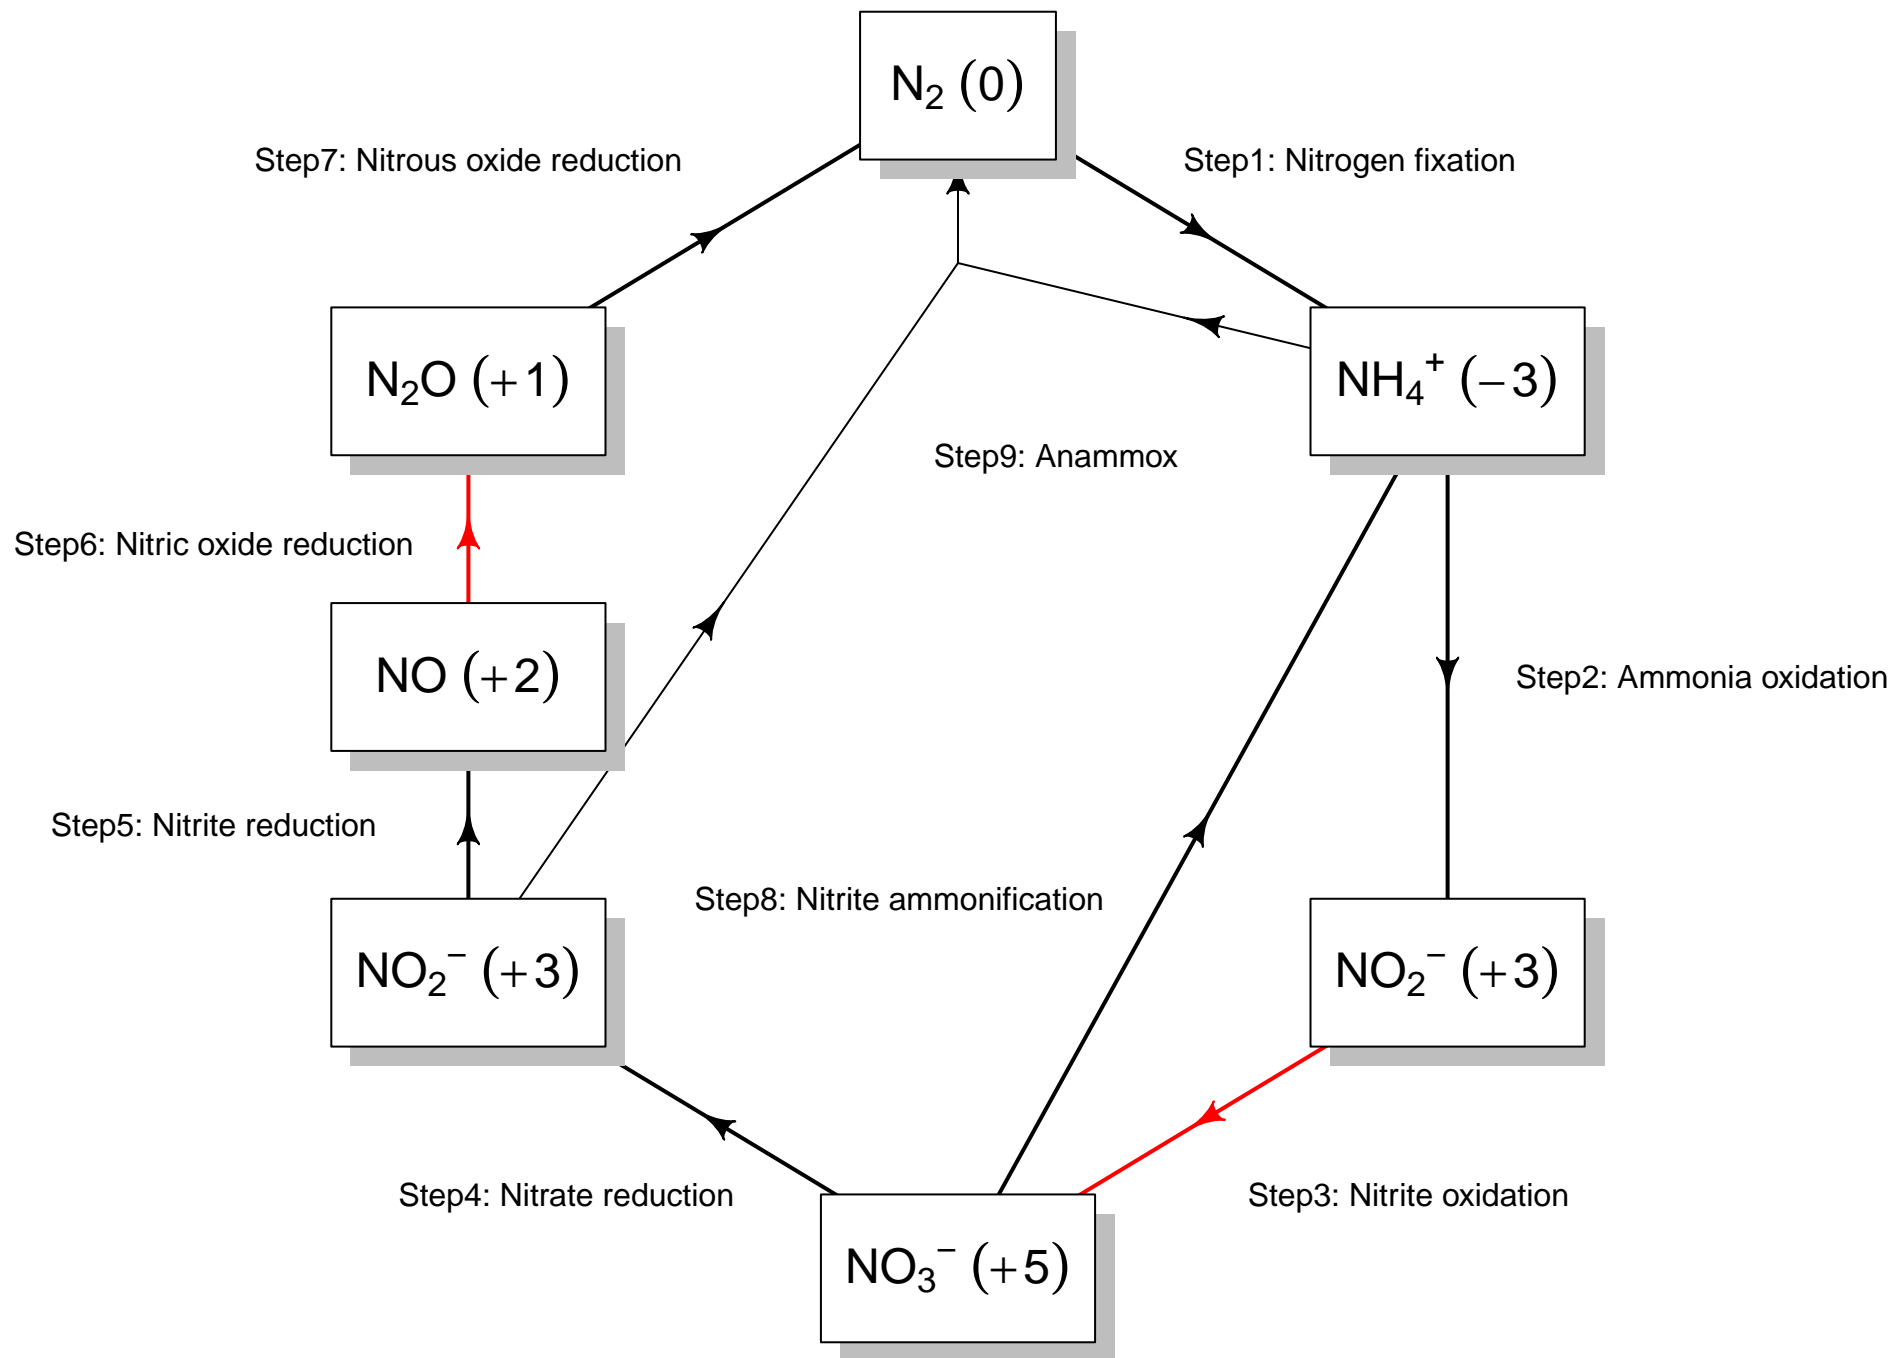 N₂ (0)
Step7: Nitrous oxide reduction
Step1: Nitrogen fixation
N₂O (+1)
NH₄⁺ (−3)
Step9: Anammox
Step6: Nitric oxide reduction
NO (+2)
Step2: Ammonia oxidation
Step5: Nitrite reduction
Step8: Nitrite ammonification
NO₂⁻ (+3)
NO₂⁻ (+3)
Step4: Nitrate reduction
Step3: Nitrite oxidation
NO₃⁻ (+5)